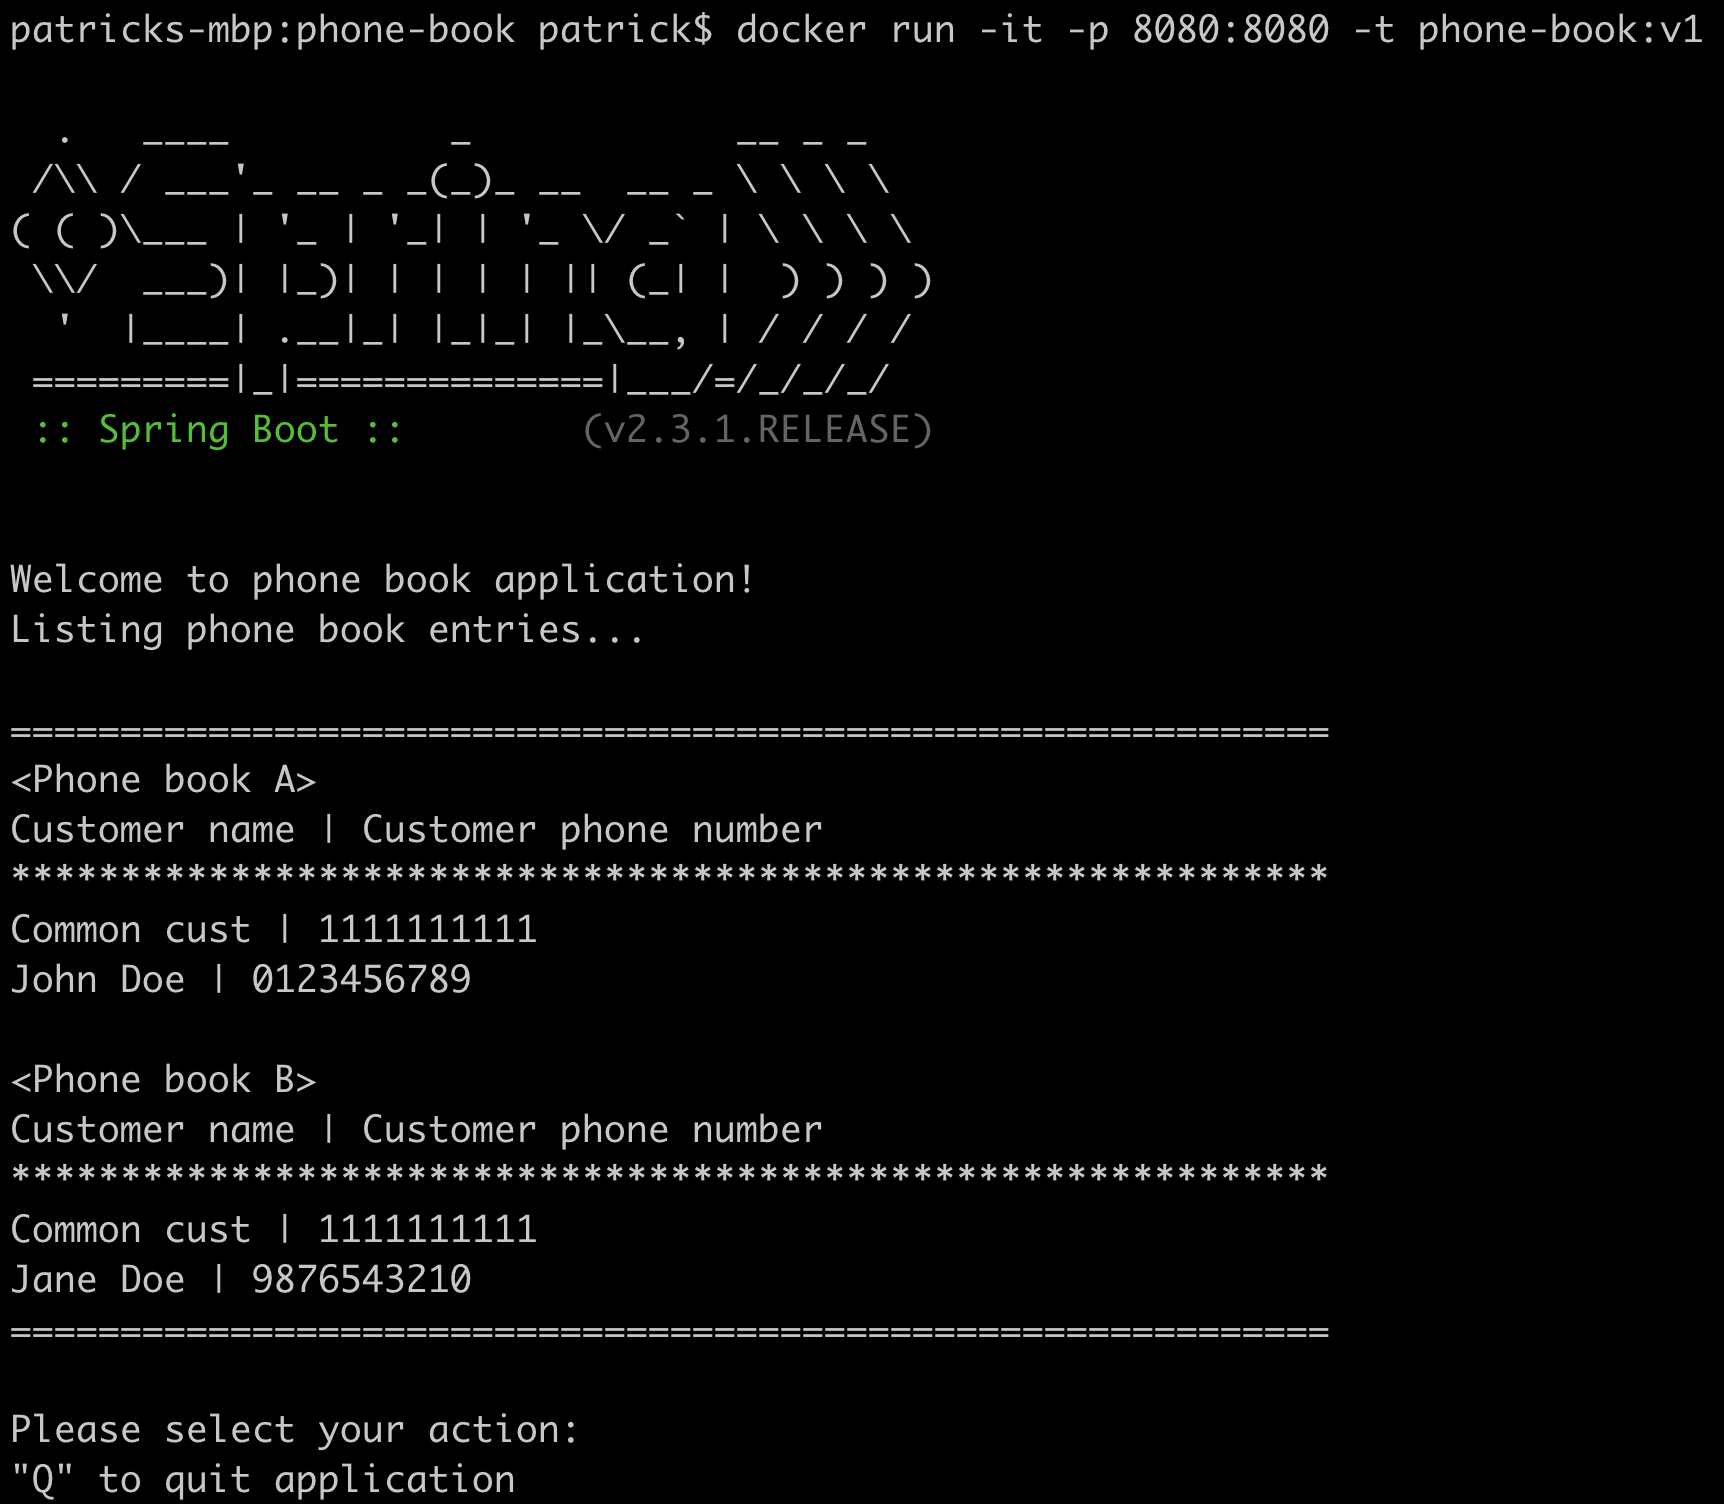 patricks-mbp:phone-book patrick$ docker run -it -p 8080:8080 -t phone-book:v1
  .   ____          _            __ _ _
 /\\ / ___'_ __ _ _(_)_ __  __ _ \ \ \ \
( ( )\___ | '_ | '_| | '_ \/ _` | \ \ \ \
 \\/  ___)| |_)| | | | | || (_| |  ) ) ) )
  '  |____| .__|_| |_|_| |_\__, | / / / /
 =========|_|==============|___/=/_/_/_/
 :: Spring Boot ::        (v2.3.1.RELEASE)
Welcome to phone book application!
Listing phone book entries...
============================================================
<Phone book A>
Customer name | Customer phone number
************************************************************
Common cust | 1111111111
John Doe | 0123456789
<Phone book B>
Customer name | Customer phone number
************************************************************
Common cust | 1111111111
Jane Doe | 9876543210
============================================================
Please select your action:
"Q" to quit application